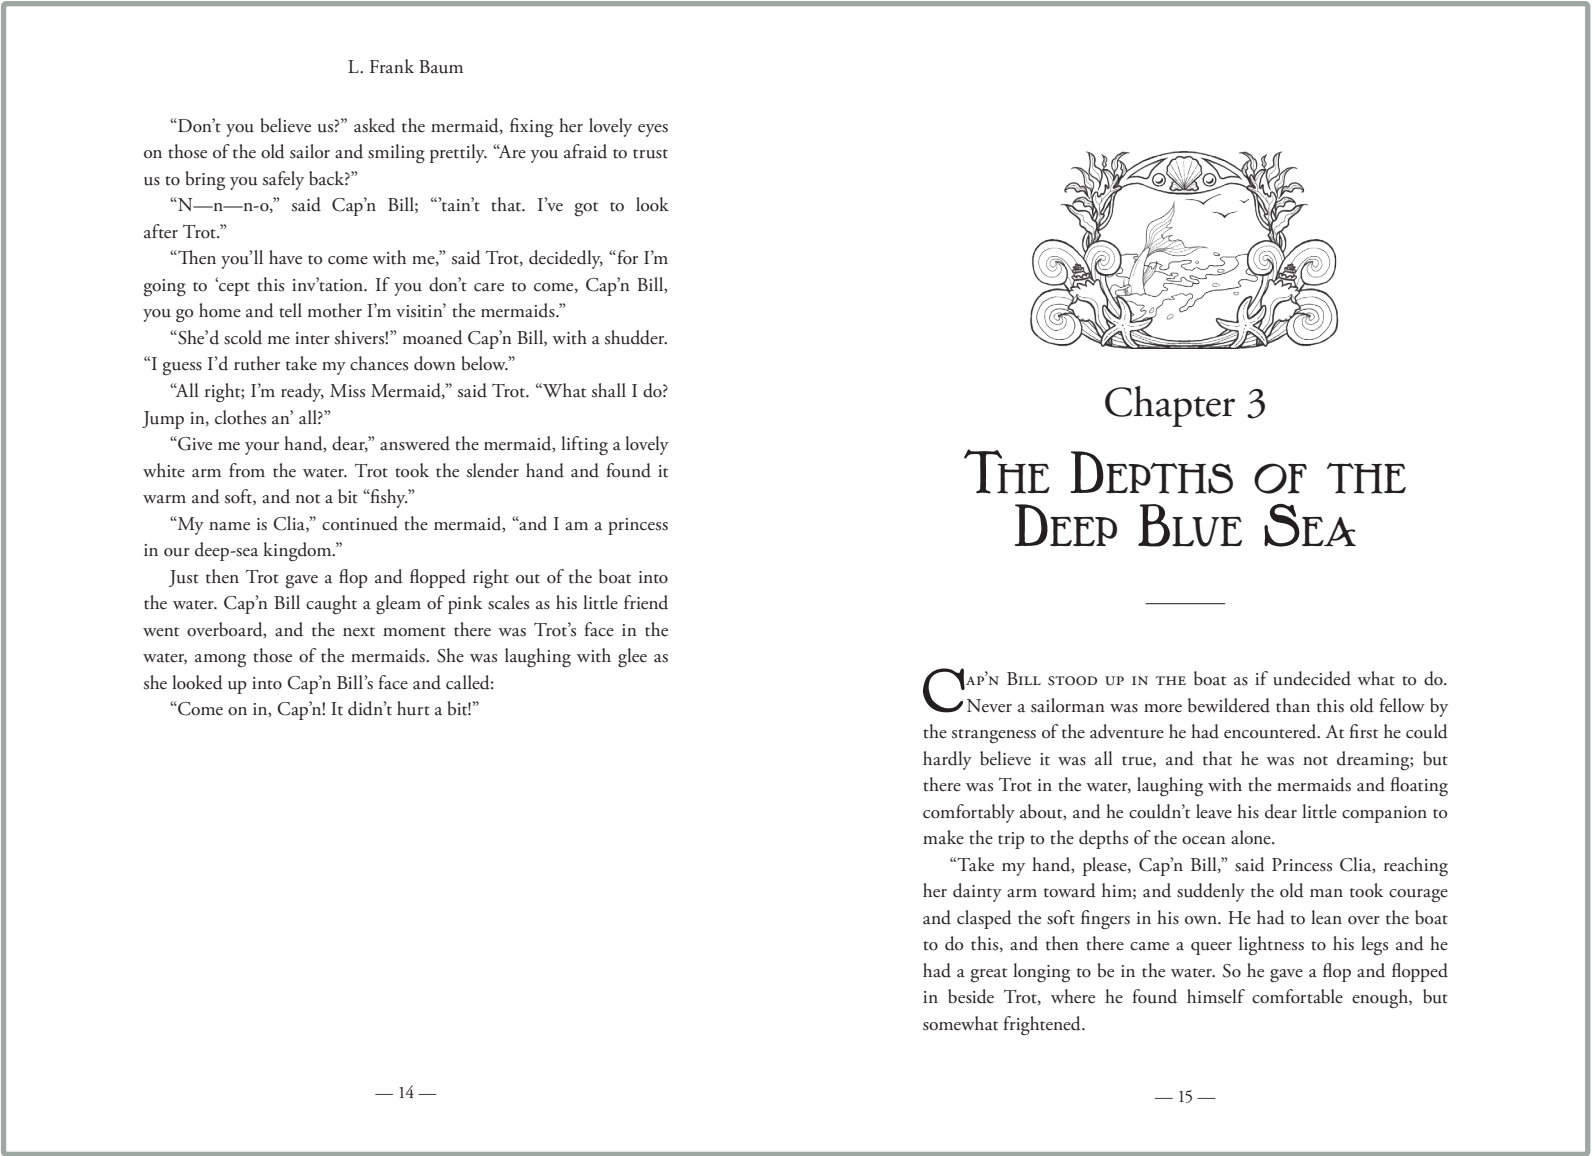 L. Frank Baum
“Don’t you believe us?” asked the mermaid, fixing her lovely eyes
on those of the old sailor and smiling prettily. “Are you afraid to trust
us to bring you safely back?”
“N—n—n-o,” said Cap’n Bill; “’tain’t that. I’ve got to look
after Trot.”
“Then you’ll have to come with me,” said Trot, decidedly, “for I’m
going to ‘cept this inv’tation. If you don’t care to come, Cap’n Bill,
you go home and tell mother I’m visitin’ the mermaids.”
“She’d scold me inter shivers!” moaned Cap’n Bill, with a shudder.
“I guess I’d ruther take my chances down below.”
“All right; I’m ready, Miss Mermaid,” said Trot. “What shall I do?
Jump in, clothes an’ all?”
“Give me your hand, dear,” answered the mermaid, lifting a lovely
white arm from the water. Trot took the slender hand and found it
warm and soft, and not a bit “fishy.”
“My name is Clia,” continued the mermaid, “and I am a princess
in our deep-sea kingdom.”
Just then Trot gave a flop and flopped right out of the boat into
the water. Cap’n Bill caught a gleam of pink scales as his little friend
went overboard, and the next moment there was Trot’s face in the
water, among those of the mermaids. She was laughing with glee as
she looked up into Cap’n Bill’s face and called:
“Come on in, Cap’n! It didn’t hurt a bit!”
— 14 —
Chapter 3
The Depths of the
Deep Blue Sea
Cap’n Bill stood up in the boat as if undecided what to do.
Never a sailorman was more bewildered than this old fellow by
the strangeness of the adventure he had encountered. At first he could
hardly believe it was all true, and that he was not dreaming; but
there was Trot in the water, laughing with the mermaids and floating
comfortably about, and he couldn’t leave his dear little companion to
make the trip to the depths of the ocean alone.
“Take my hand, please, Cap’n Bill,” said Princess Clia, reaching
her dainty arm toward him; and suddenly the old man took courage
and clasped the soft fingers in his own. He had to lean over the boat
to do this, and then there came a queer lightness to his legs and he
had a great longing to be in the water. So he gave a flop and flopped
in beside Trot, where he found himself comfortable enough, but
somewhat frightened.
— 15 —